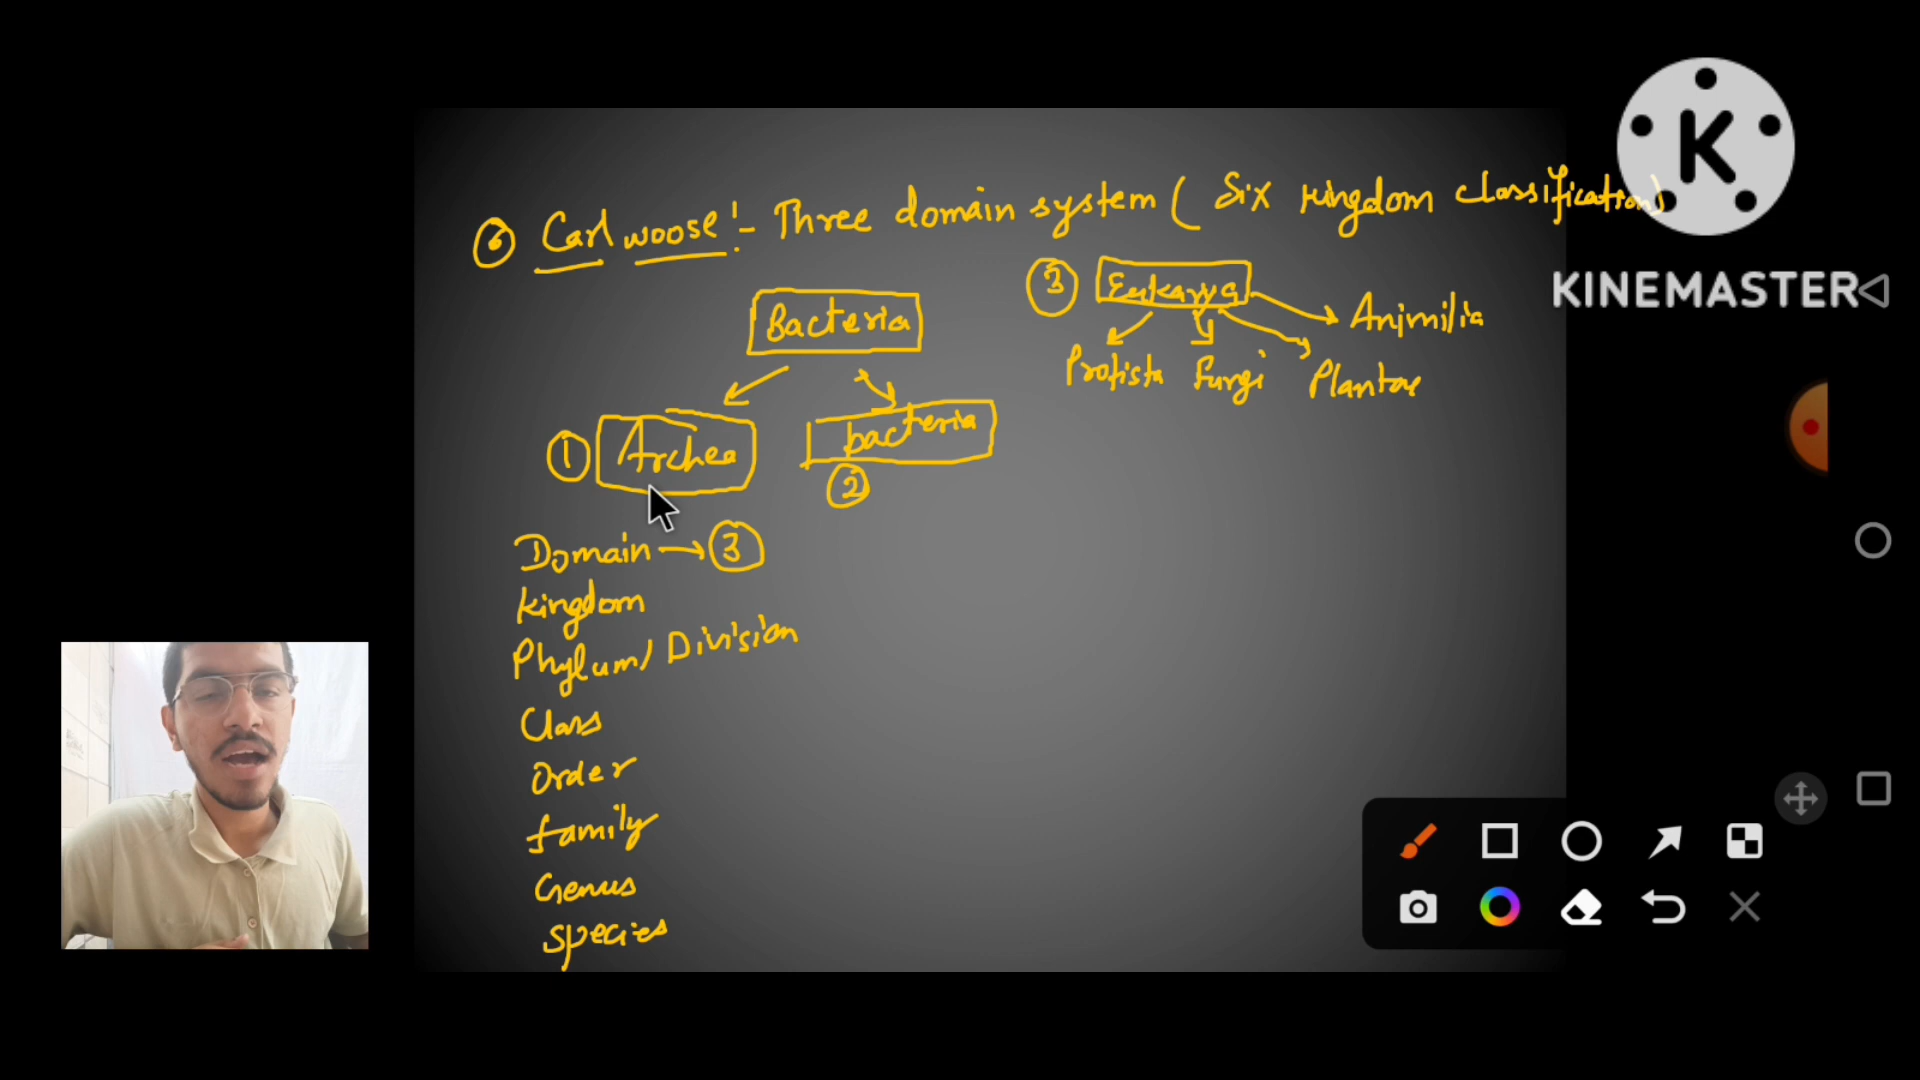 ⑥ Carl woose:- Three domain system ( Six Kingdom classification)
Bacteria
③ Eukarya
Animilia
Protista Fungi Plantae
① Archea bacteria
②
Domain → ③
Kingdom
Phylum/ Division
Class
Order
family
Genus
Species
K
KINEMASTER